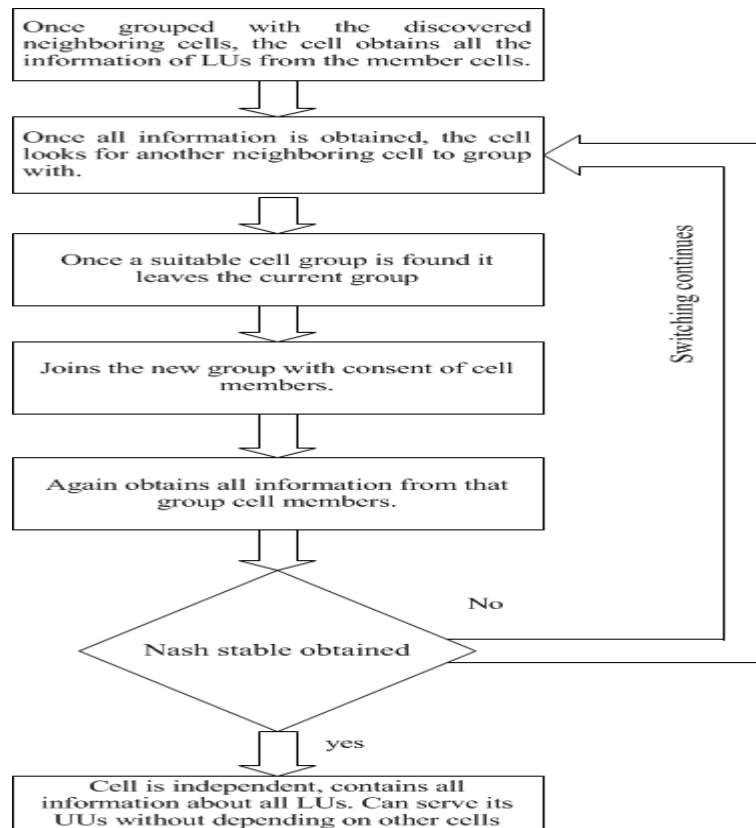 Once grouped with the discovered
neighboring cells, the cell obtains all the
information of LUs from the member cells.
Once all information is obtained, the cell
looks for another neighboring cell to group
with.
Once a suitable cell group is found it
leaves the current group
Joins the new group with consent of cell
members.
Again obtains all information from that
group cell members.
Switching continues
No
Nash stable obtained
yes
Cell is independent, contains all
information about all LUs. Can serve its
UUs without depending on other cells